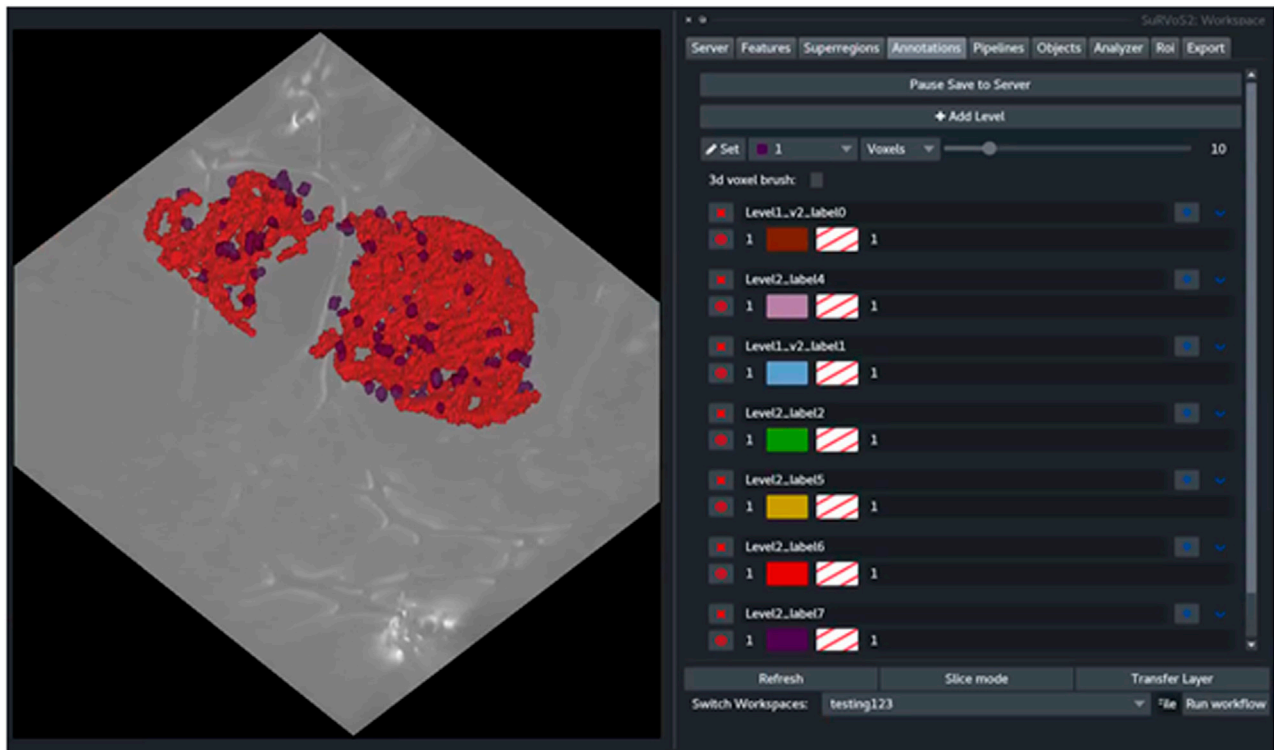 SuRVoS2: Workspace
Server Features Superregions Annotations Pipelines Objects Analyzer Roi Export
Pause Save to Server
+ Add Level
Set 1 Voxels 10
3d voxel brush:
Level1_v2_label0
1 1
Level2_label4
1 1
Level1_v2_label1
1 1
Level2_label2
1 1
Level2_label5
1 1
Level2_label6
1 1
Level2_label7
1 1
Refresh Slice mode Transfer Layer
Switch Workspaces: testing123 Run workflow